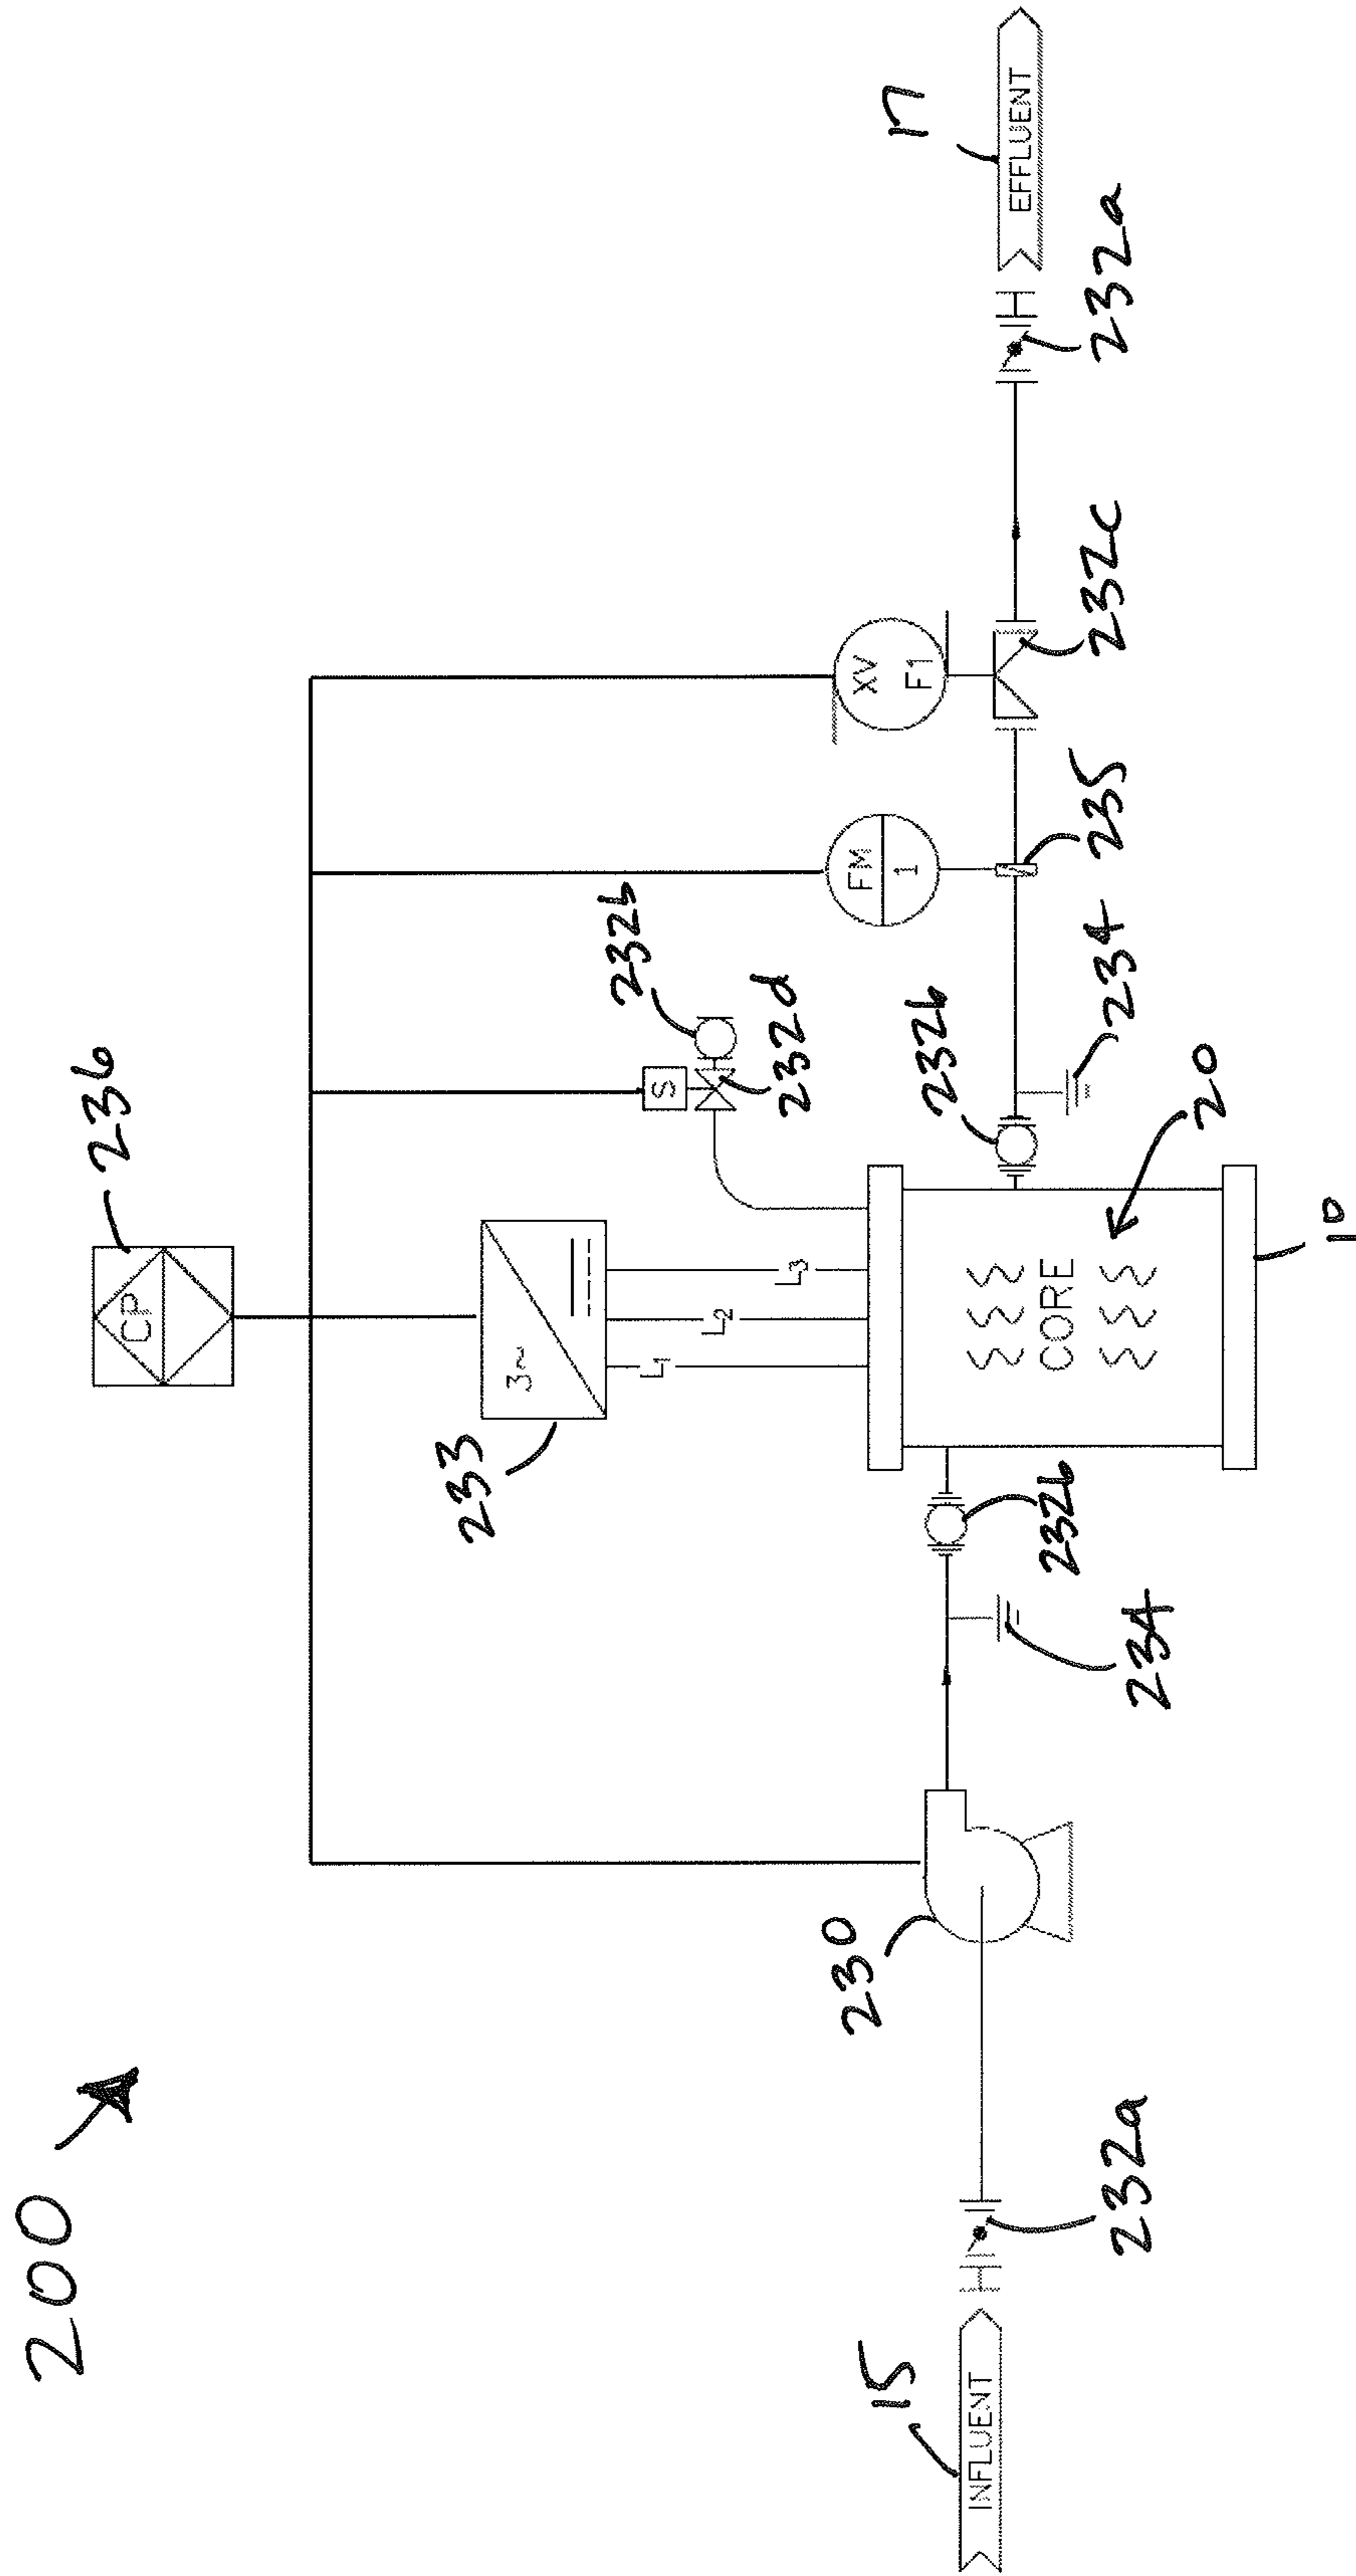 200
236
CP
233
3~
L1
L2
L3
S
232b
232d
FM
1
XV
F1
230
234
232b
CORE
20
10
232b
234
235
232c
INFLUENT
15
232a
232a
EFFLUENT
17